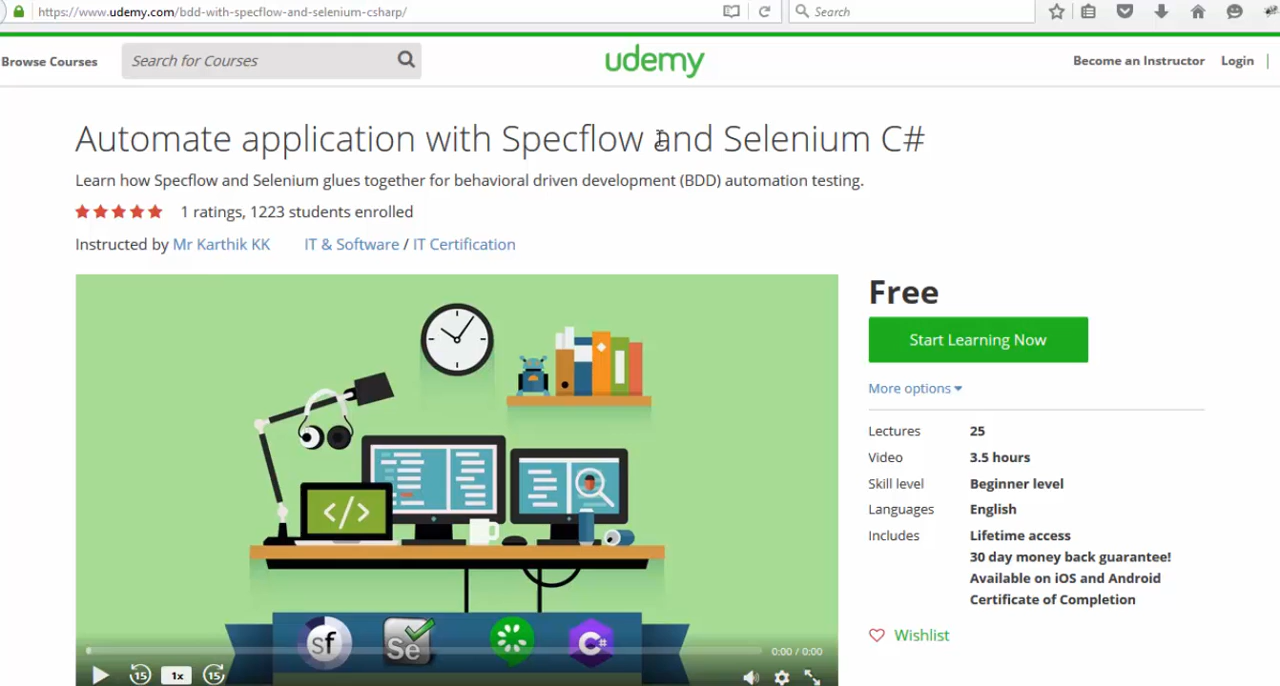 https://www.udemy.com/bdd-with-specflow-and-selenium-csharp/
Search
Browse Courses
Search for Courses
udemy
Become an Instructor
Login
Automate application with Specflow and Selenium C#
Learn how Specflow and Selenium glues together for behavioral driven development (BDD) automation testing.
1 ratings, 1223 students enrolled
Instructed by Mr Karthik KK IT & Software / IT Certification
Free
Start Learning Now
More options
Lectures 25
Video 3.5 hours
Skill level Beginner level
Languages English
Includes Lifetime access
30 day money back guarantee!
Available on iOS and Android
Certificate of Completion
Wishlist
</>
sf
Se
C#
0:00 / 0:00
15
1x
15